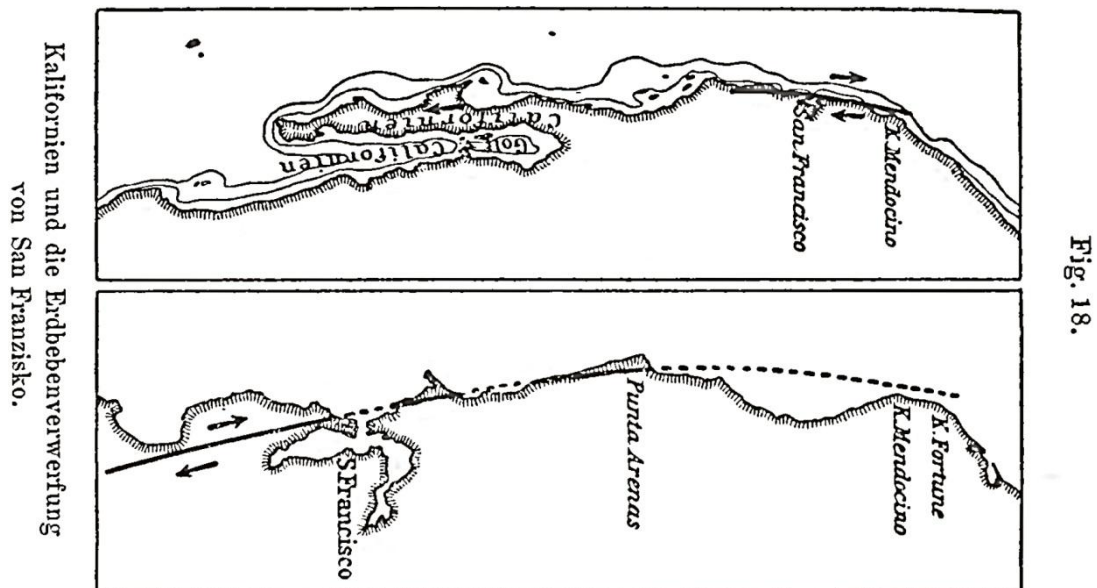 Fig. 18.
K.Mendocino
San Francisco
Golf
Californien
Californien
K.Fortune
K.Mendocino
Punta Arenas
S.Francisco
Kalifornien und die Erdbebenverwerfung
von San Franzisko.